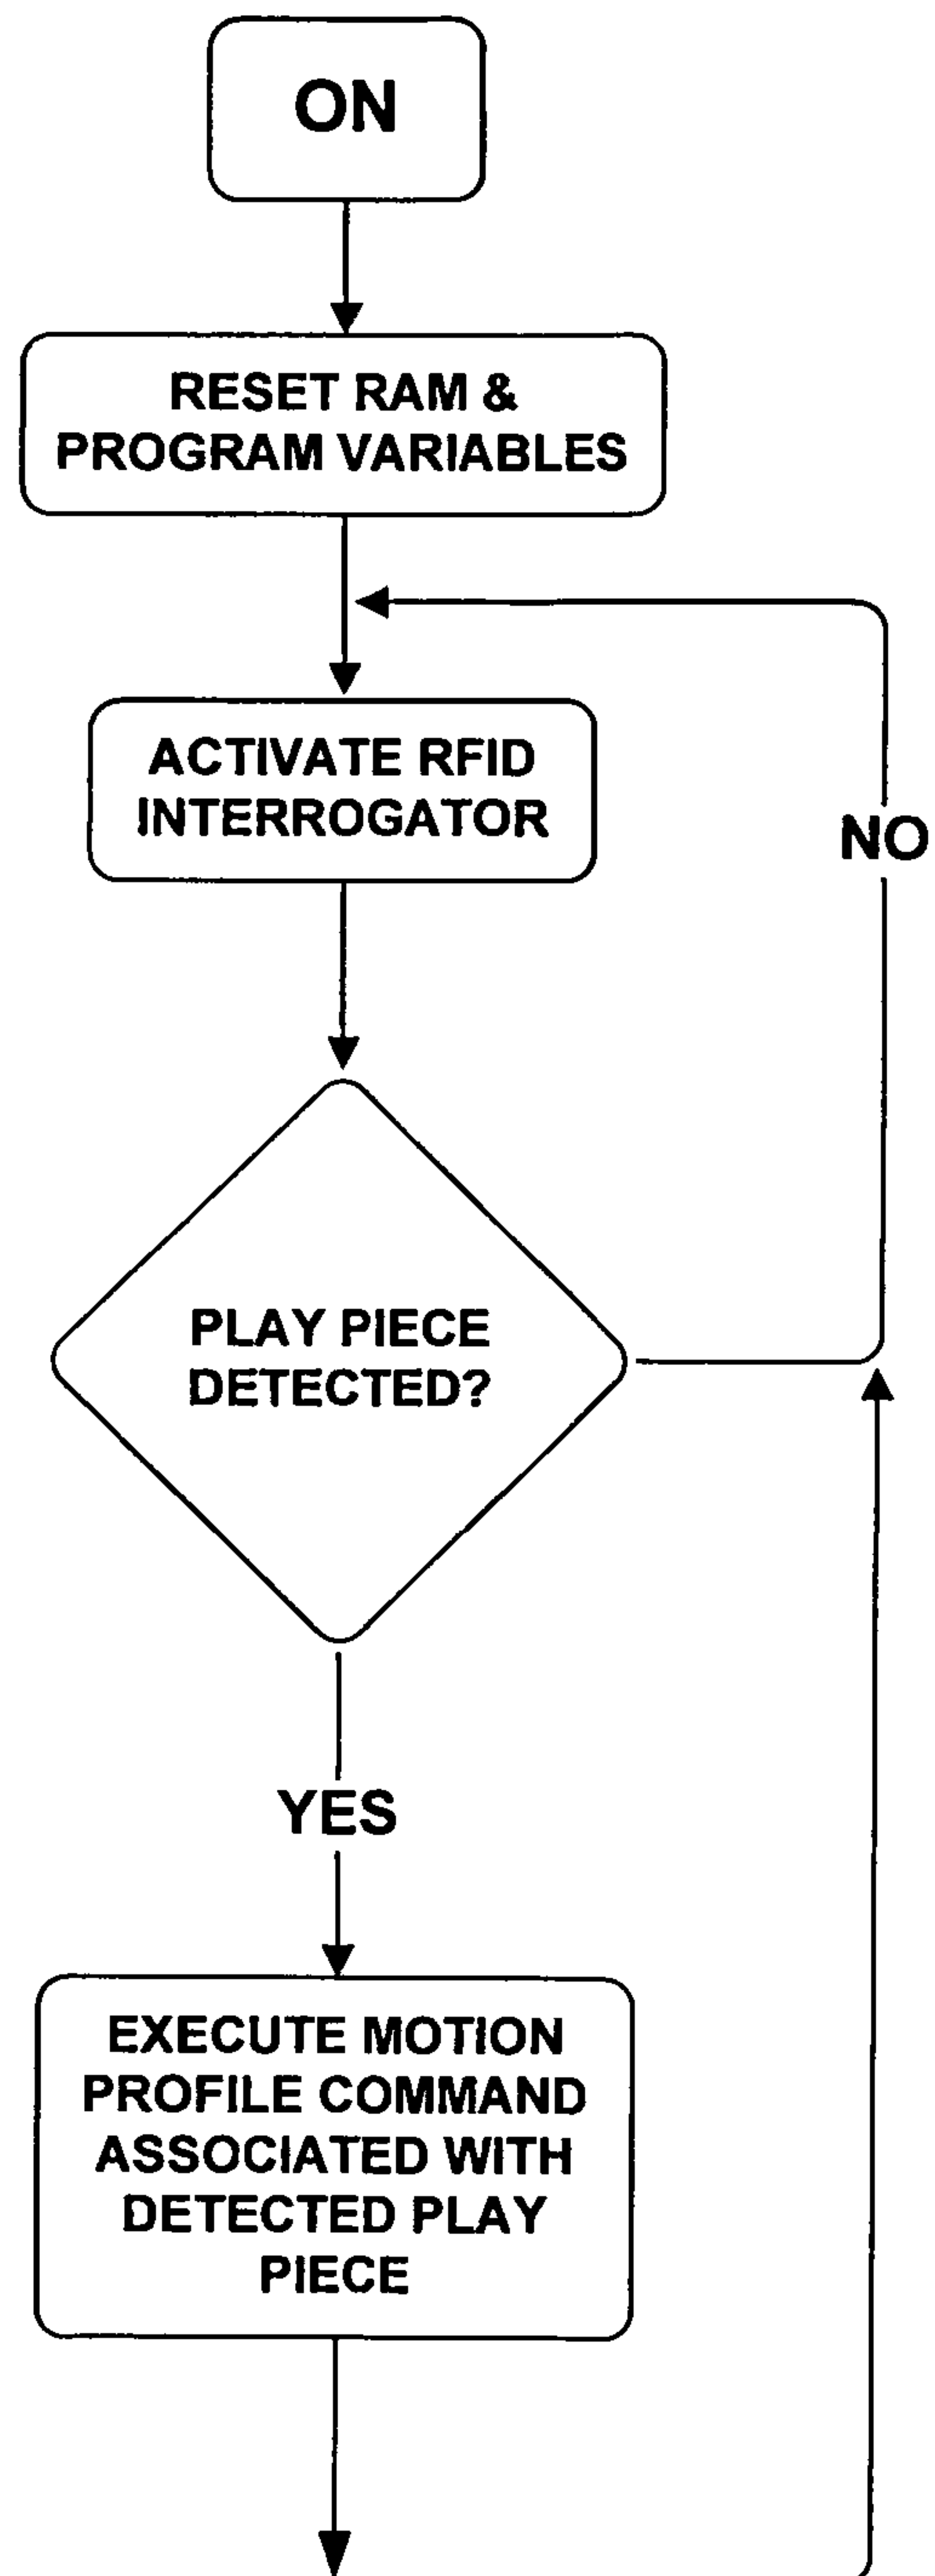 ON
RESET RAM &
PROGRAM VARIABLES
ACTIVATE RFID
INTERROGATOR
NO
PLAY PIECE
DETECTED?
YES
EXECUTE MOTION
PROFILE COMMAND
ASSOCIATED WITH
DETECTED PLAY
PIECE